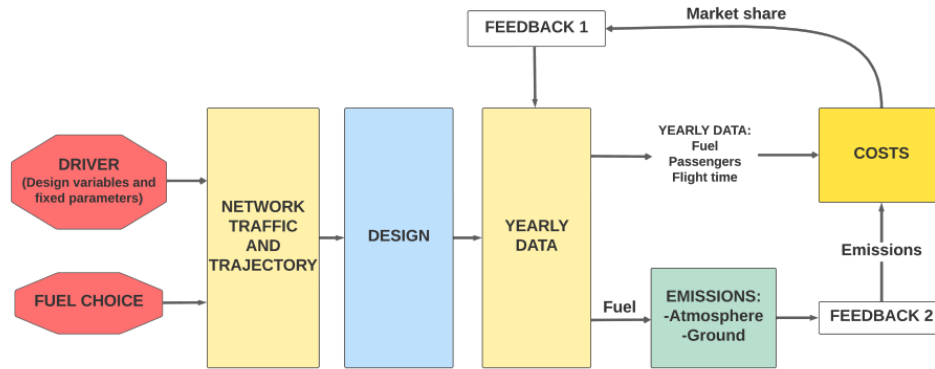 Market share
FEEDBACK 1
DRIVER
(Design variables and
fixed parameters)
FUEL CHOICE
NETWORK
TRAFFIC
AND
TRAJECTORY
DESIGN
YEARLY
DATA
YEARLY DATA:
Fuel
Passengers
Flight time
COSTS
Emissions
Fuel
EMISSIONS:
-Atmosphere
-Ground
FEEDBACK 2